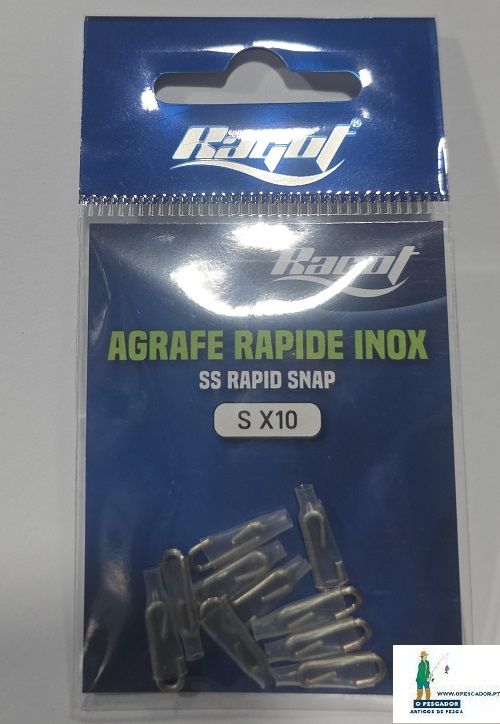 Ragot®
Ragot
AGRAFE RAPIDE INOX
SS RAPID SNAP
S X10
WWW.OPESCADOR.PT
O PESCADOR
ARTIGOS DE PESCA